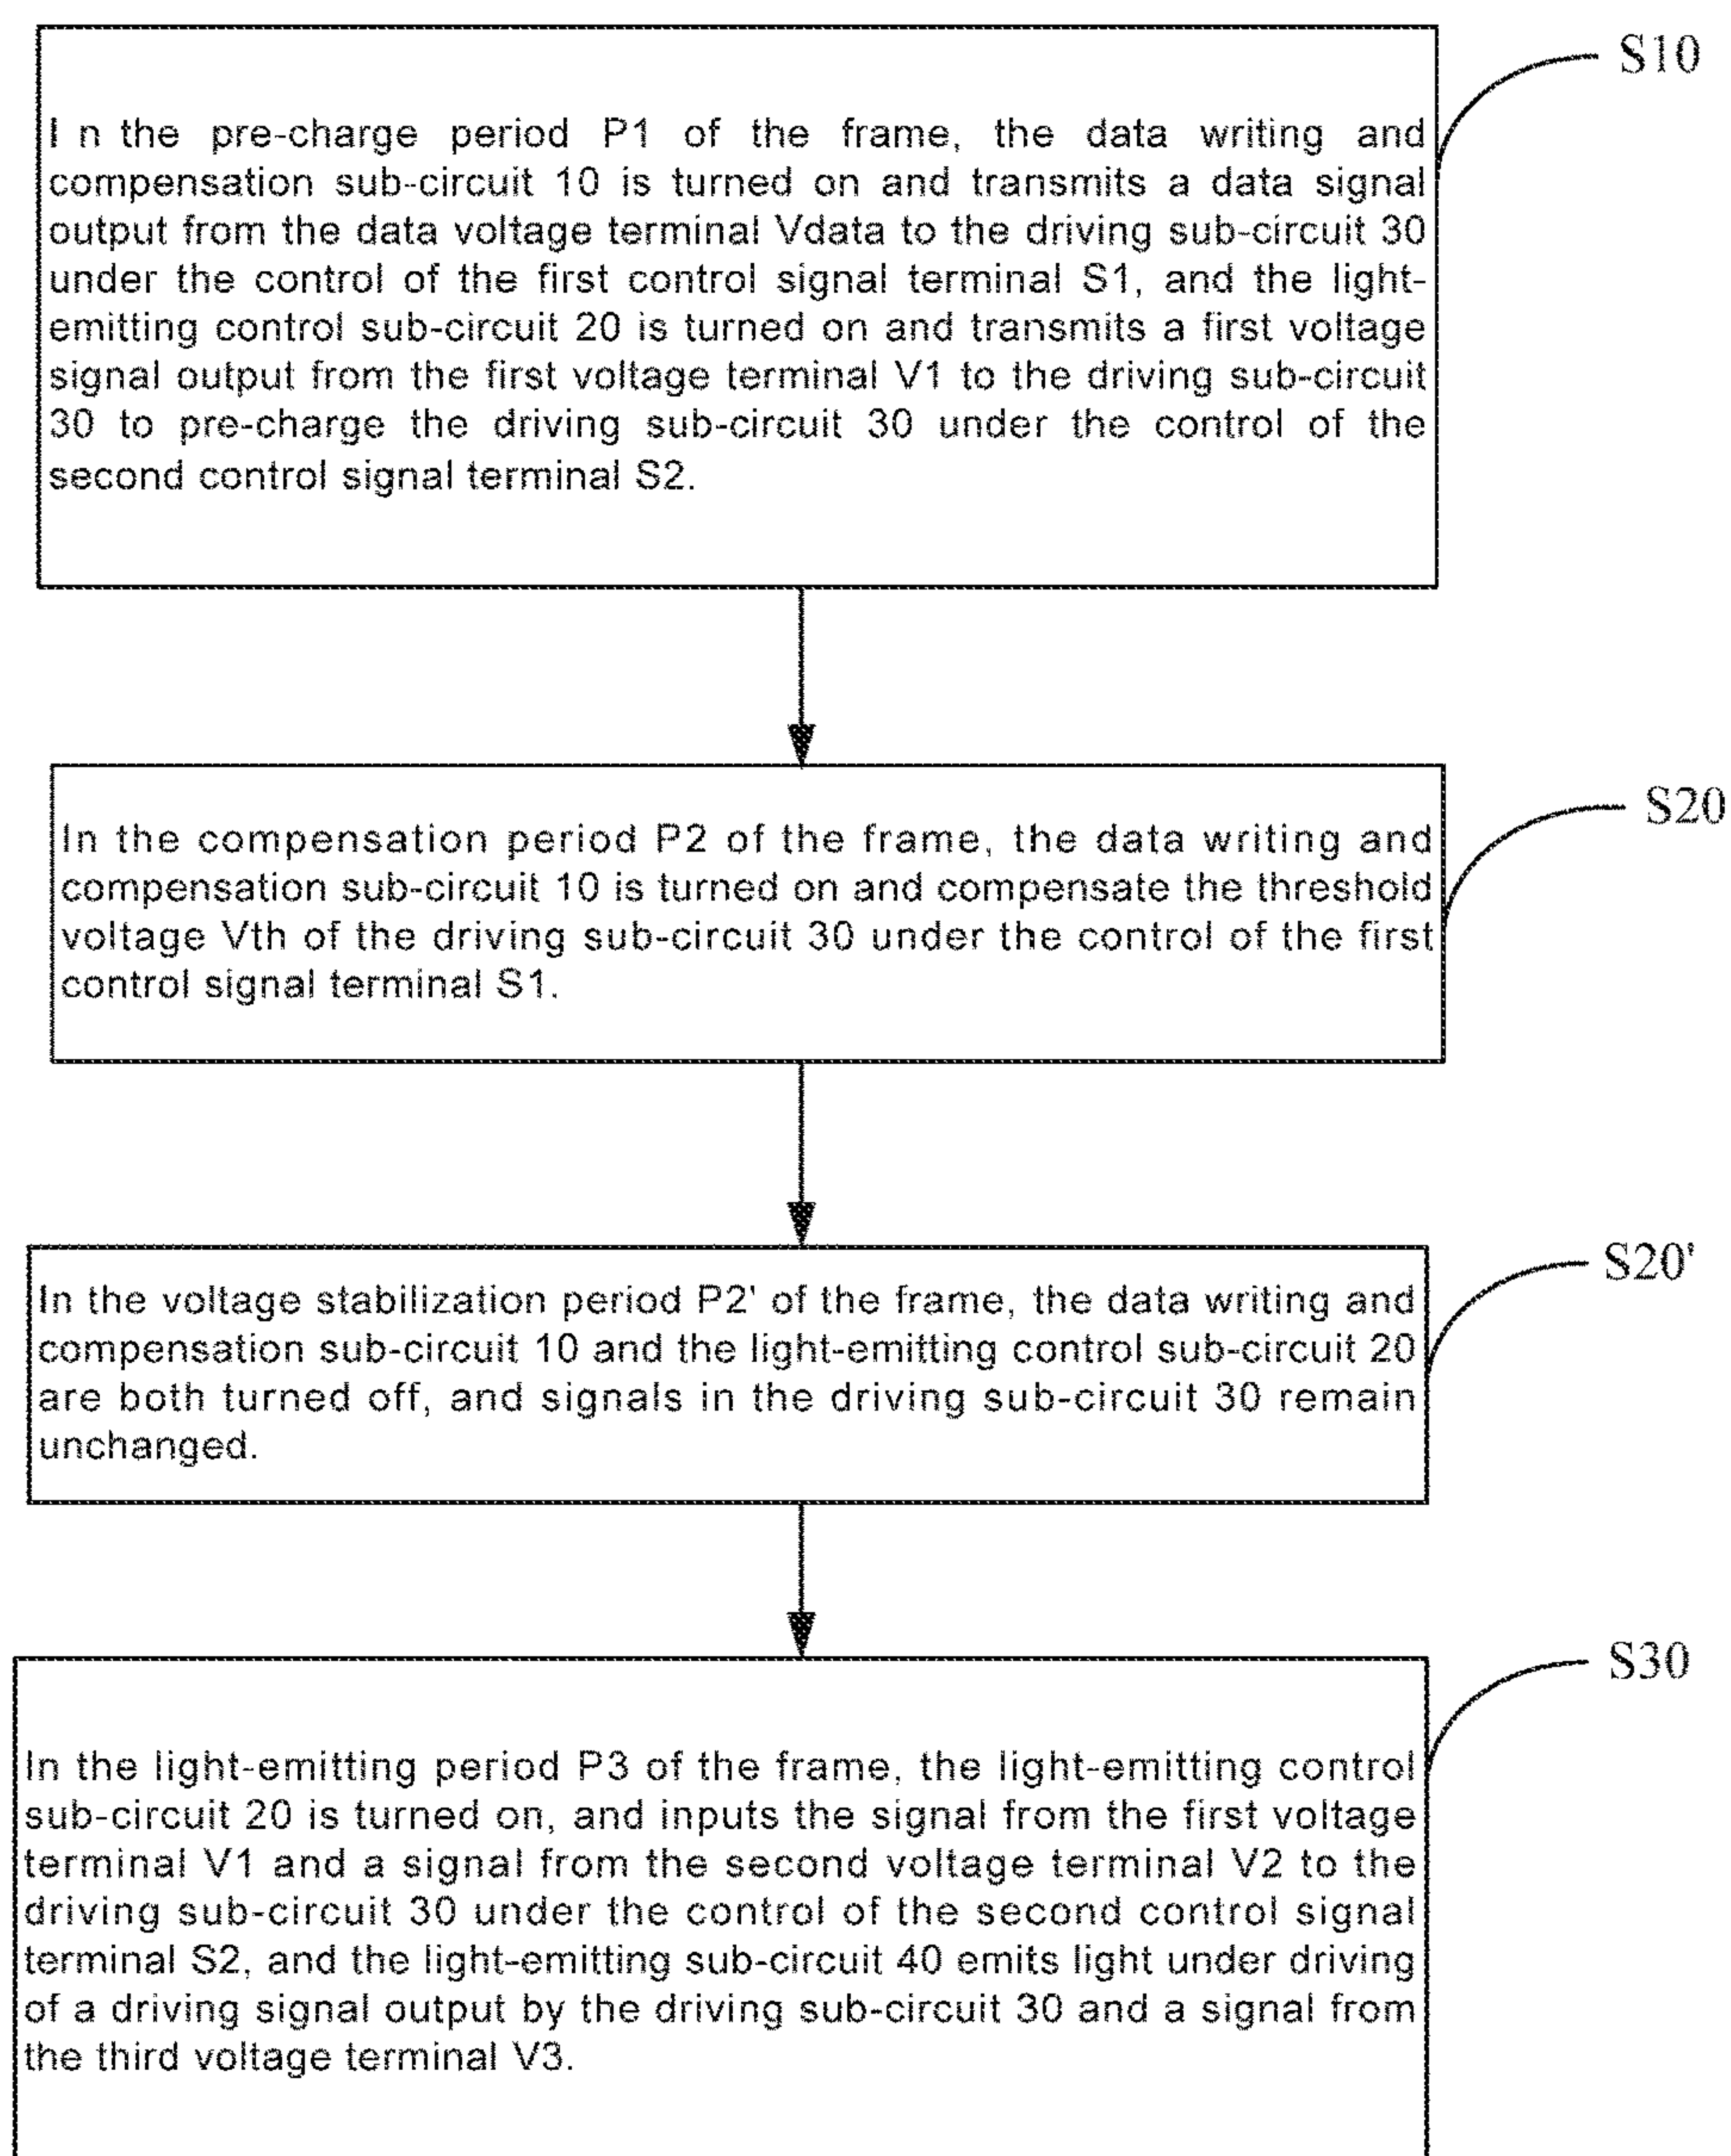 S10
I n the pre-charge period P1 of the frame, the data writing and
compensation sub-circuit 10 is turned on and transmits a data signal
output from the data voltage terminal Vdata to the driving sub-circuit 30
under the control of the first control signal terminal S1, and the light-
emitting control sub-circuit 20 is turned on and transmits a first voltage
signal output from the first voltage terminal V1 to the driving sub-circuit
30 to pre-charge the driving sub-circuit 30 under the control of the
second control signal terminal S2.
S20
In the compensation period P2 of the frame, the data writing and
compensation sub-circuit 10 is turned on and compensate the threshold
voltage Vth of the driving sub-circuit 30 under the control of the first
control signal terminal S1.
S20'
In the voltage stabilization period P2' of the frame, the data writing and
compensation sub-circuit 10 and the light-emitting control sub-circuit 20
are both turned off, and signals in the driving sub-circuit 30 remain
unchanged.
S30
In the light-emitting period P3 of the frame, the light-emitting control
sub-circuit 20 is turned on, and inputs the signal from the first voltage
terminal V1 and a signal from the second voltage terminal V2 to the
driving sub-circuit 30 under the control of the second control signal
terminal S2, and the light-emitting sub-circuit 40 emits light under driving
of a driving signal output by the driving sub-circuit 30 and a signal from
the third voltage terminal V3.